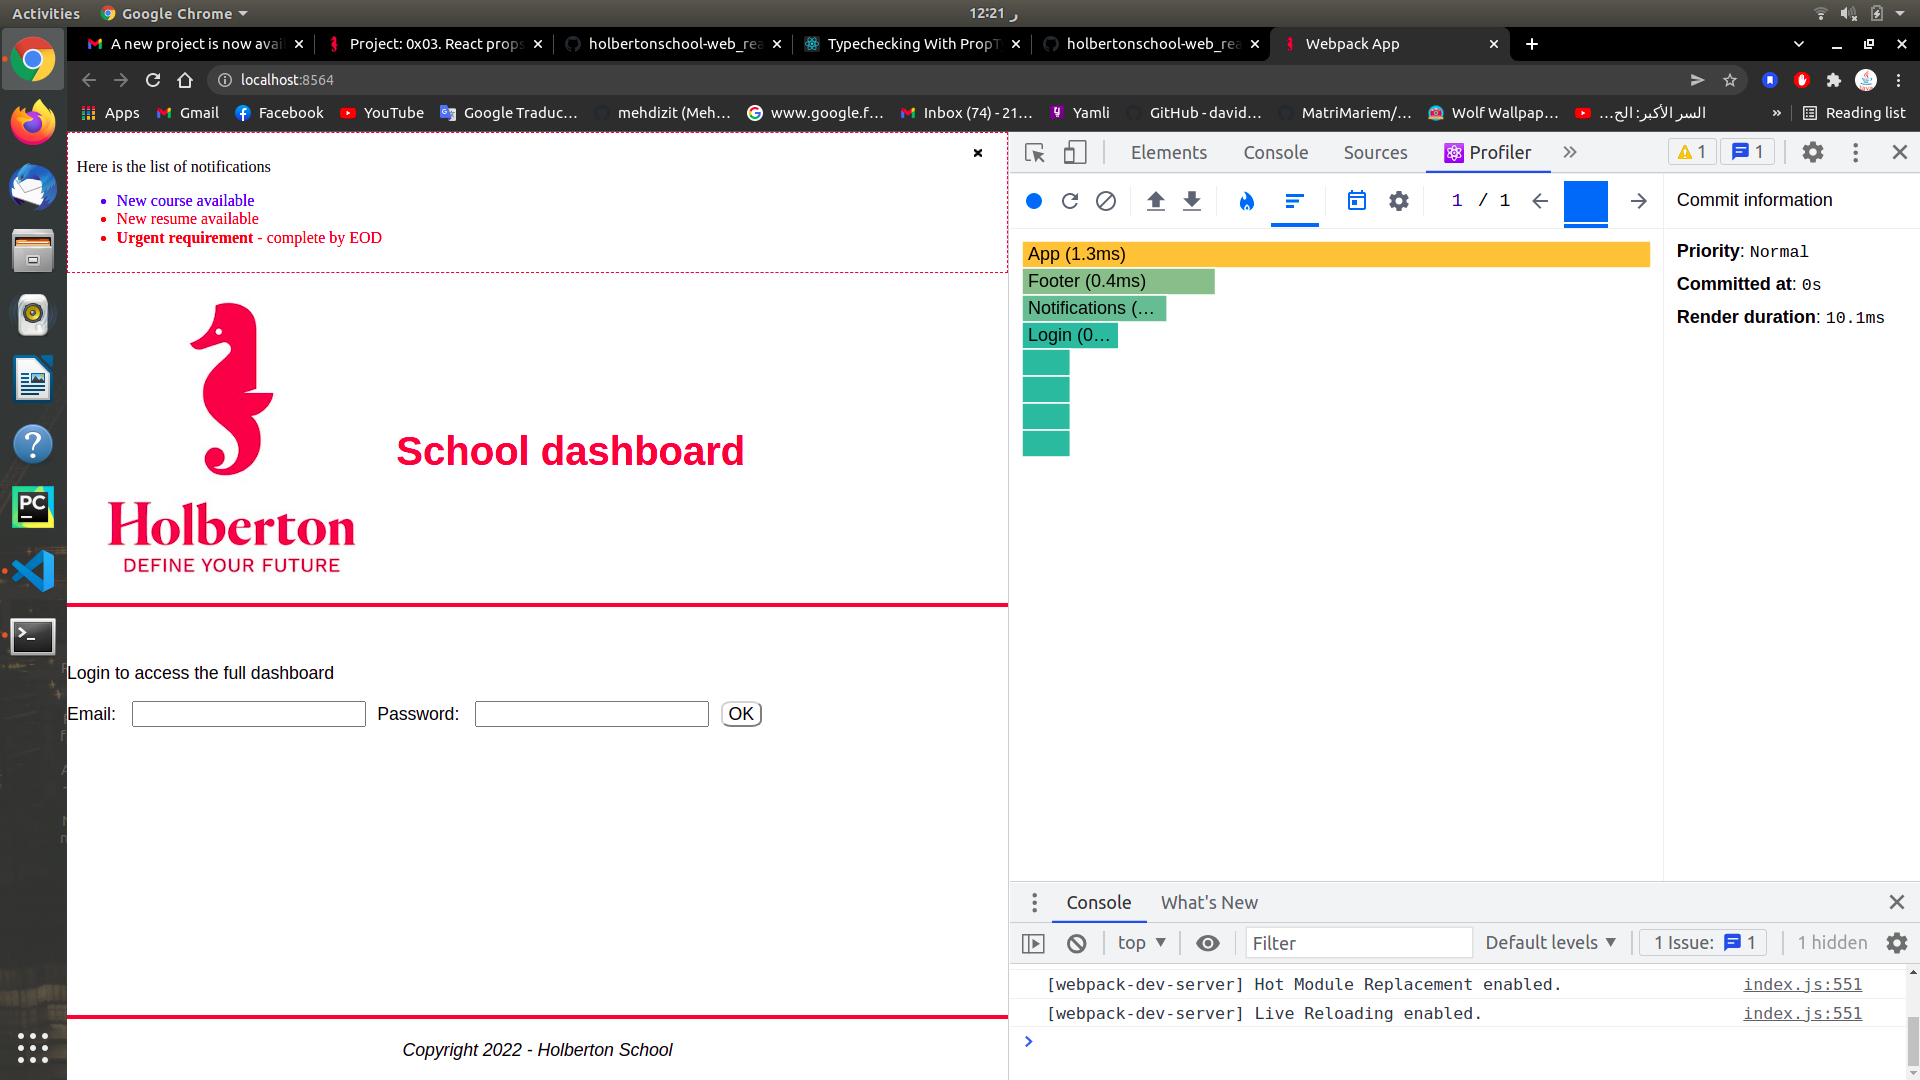 Activities
Google Chrome
12:21 ر
A new project is now avai
Project: 0x03. React props
holbertonschool-web_rea
Typechecking With PropT
holbertonschool-web_rea
Webpack App
localhost:8564
Apps
Gmail
Facebook
YouTube
Google Traduc...
mehdizit (Meh...
www.google.f...
Inbox (74) - 21...
Yamli
GitHub - david...
MatriMariem/...
Wolf Wallpap...
السر الأكبر: الح...
»
Reading list
Here is the list of notifications
New course available
New resume available
Urgent requirement - complete by EOD
School dashboard
Holberton
DEFINE YOUR FUTURE
Login to access the full dashboard
Email:
Password:
OK
Copyright 2022 - Holberton School
Elements
Console
Sources
Profiler
»
1
1
1 / 1
Commit information
App (1.3ms)
Footer (0.4ms)
Notifications (...
Login (0...
Priority: Normal
Committed at: 0s
Render duration: 10.1ms
Console
What's New
top
Filter
Default levels
1 Issue: 1
1 hidden
[webpack-dev-server] Hot Module Replacement enabled.
index.js:551
[webpack-dev-server] Live Reloading enabled.
index.js:551
PC